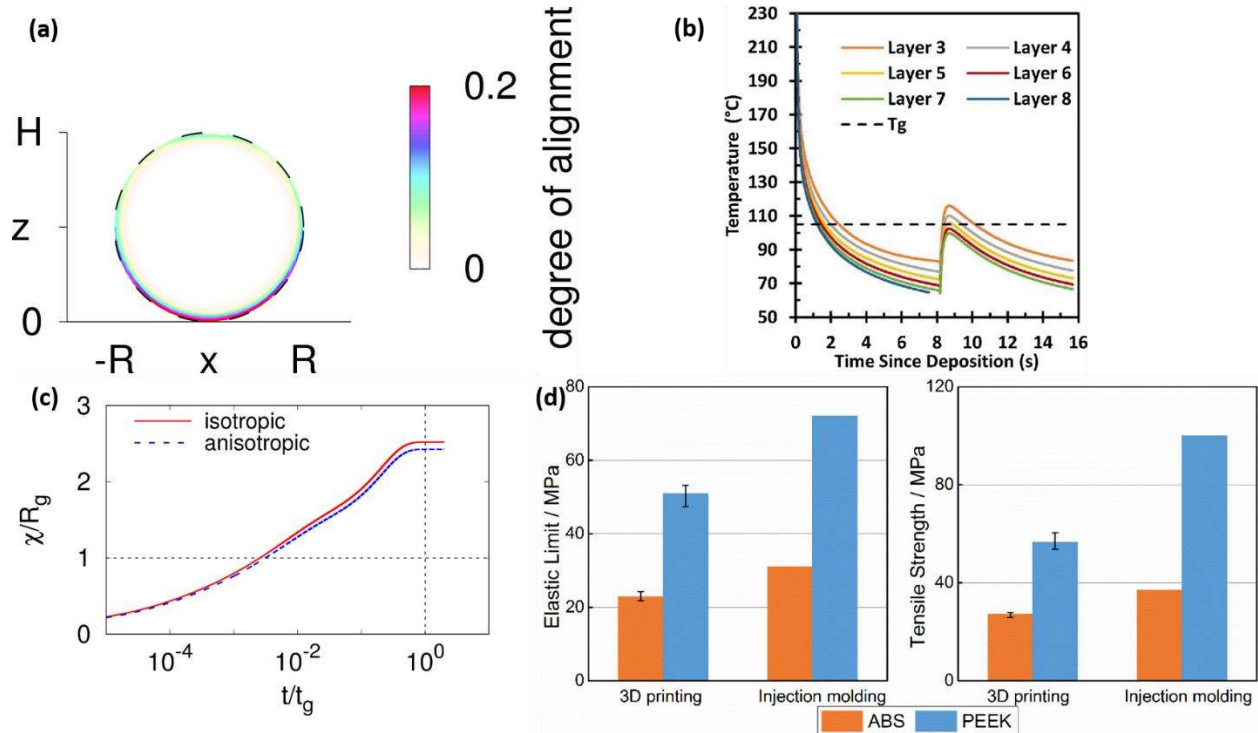 (a)
H
z
0
-R
x
R
0.2
0
degree of alignment
(b)
230
210
190
170
150
130
110
90
70
50
Temperature (°C)
Layer 3
Layer 4
Layer 5
Layer 6
Layer 7
Layer 8
Tg
0
2
4
6
8
10
12
14
16
Time Since Deposition (s)
(c)
3
2
1
0
χ/Rg
isotropic
anisotropic
10⁻⁴
10⁻²
10⁰
t/tg
(d)
80
60
40
20
0
Elastic Limit / MPa
3D printing
Injection molding
120
80
40
0
Tensile Strength / MPa
3D printing
Injection molding
ABS
PEEK